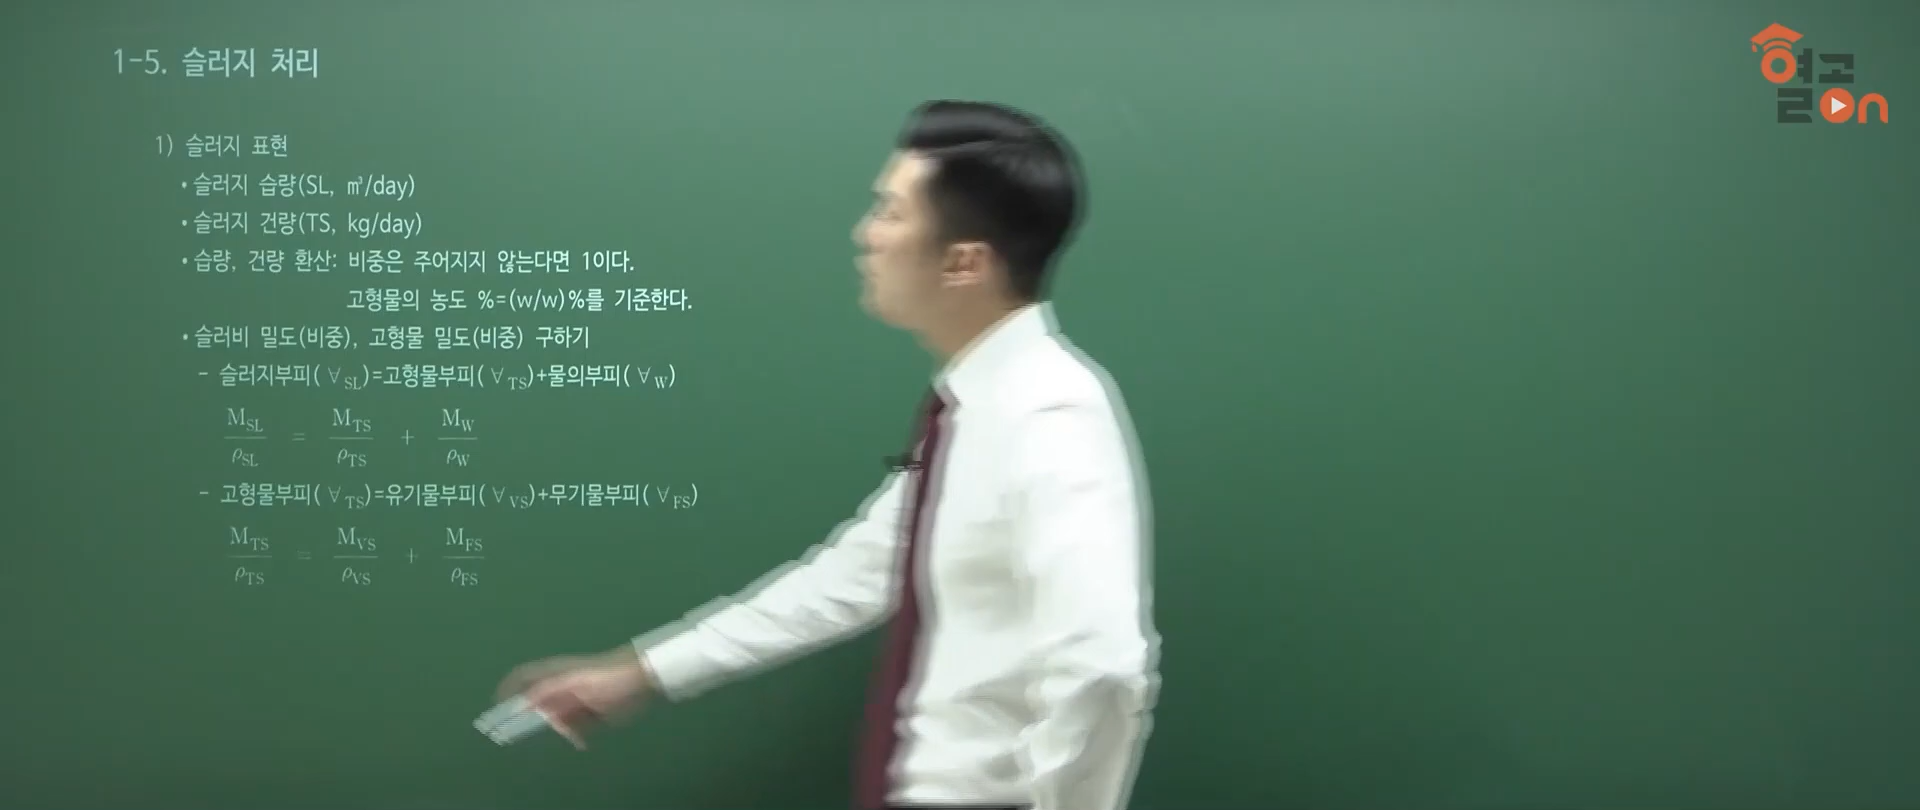 1-5. 슬러지 처리
1) 슬러지 표현
•슬러지 습량(SL, ㎥/day)
•슬러지 건량(TS, kg/day)
•습량, 건량 환산: 비중은 주어지지 않는다면 1이다.
고형물의 농도 %=(w/w)%를 기준한다.
•슬러비 밀도(비중), 고형물 밀도(비중) 구하기
- 슬러지부피(∀SL)=고형물부피(∀TS)+물의부피(∀W)
MSL/ρSL = MTS/ρTS + MW/ρW
- 고형물부피(∀TS)=유기물부피(∀VS)+무기물부피(∀FS)
MTS/ρTS = MVS/ρVS + MFS/ρFS
열공
On